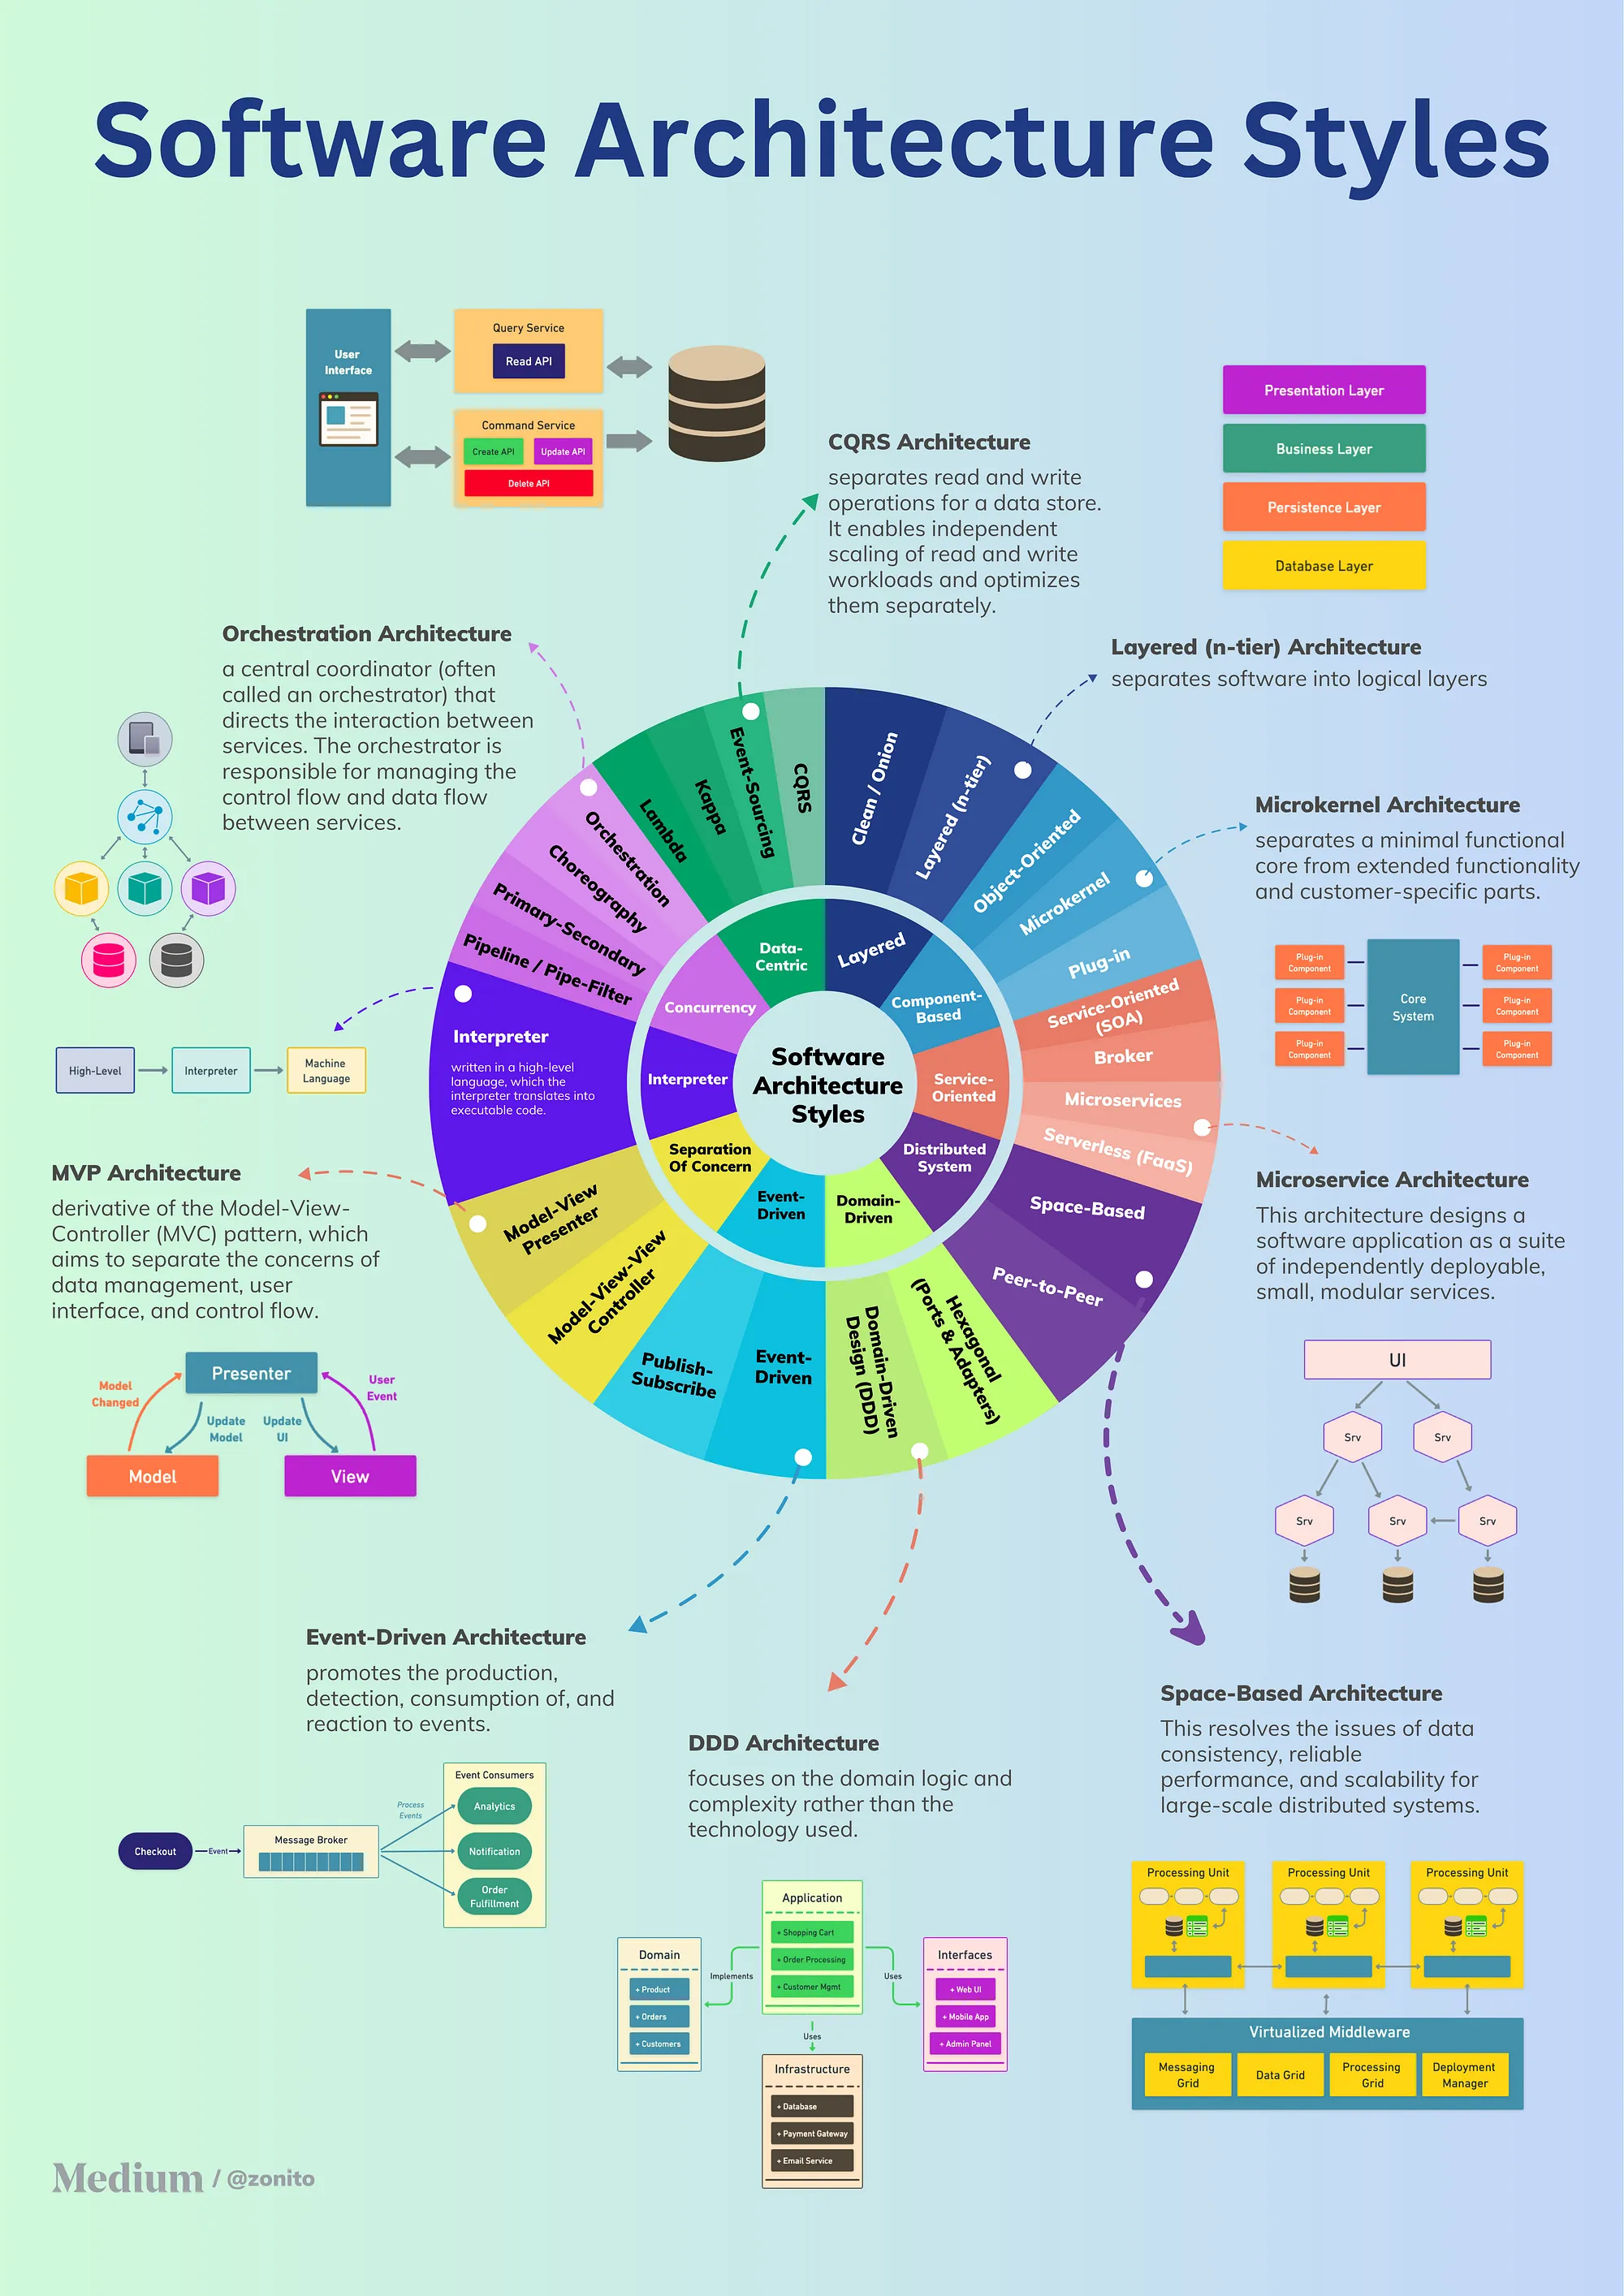 Software Architecture Styles
User
Interface
Query Service
Read API
Command Service
Create API
Update API
Delete API
CQRS Architecture
separates read and write
operations for a data store.
It enables independent
scaling of read and write
workloads and optimizes
them separately.
Presentation Layer
Business Layer
Persistence Layer
Database Layer
Orchestration Architecture
a central coordinator (often
called an orchestrator) that
directs the interaction between
services. The orchestrator is
responsible for managing the
control flow and data flow
between services.
Layered (n-tier) Architecture
separates software into logical layers
Microkernel Architecture
separates a minimal functional
core from extended functionality
and customer-specific parts.
Plug-in
Component
Plug-in
Component
Plug-in
Component
Core
System
Plug-in
Component
Plug-in
Component
Plug-in
Component
Software
Architecture
Styles
Layered
Component-
Based
Service-
Oriented
Distributed
System
Domain-
Driven
Event-
Driven
Separation
Of Concern
Interpreter
Concurrency
Data-
Centric
Clean / Onion
Layered (n-tier)
Object-Oriented
Microkernel
Plug-in
Service-Oriented
(SOA)
Broker
Microservices
Serverless (FaaS)
Space-Based
Peer-to-Peer
Hexagonal
(Ports & Adapters)
Domain-Driven
Design (DDD)
Event-
Driven
Publish-
Subscribe
Model-View-View
Controller
Model-View
Presenter
Interpreter
written in a high-level
language, which the
interpreter translates into
executable code.
Pipeline / Pipe-Filter
Primary-Secondary
Choreography
Orchestration
Lambda
Kappa
Event-Sourcing
CQRS
High-Level
Interpreter
Machine
Language
MVP Architecture
derivative of the Model-View-
Controller (MVC) pattern, which
aims to separate the concerns of
data management, user
interface, and control flow.
Presenter
Model
Changed
User
Event
Update
Model
Update
UI
Model
View
Microservice Architecture
This architecture designs a
software application as a suite
of independently deployable,
small, modular services.
UI
Srv
Srv
Srv
Srv
Srv
Event-Driven Architecture
promotes the production,
detection, consumption of, and
reaction to events.
Checkout
Event
Message Broker
Process
Events
Event Consumers
Analytics
Notification
Order
Fulfillment
DDD Architecture
focuses on the domain logic and
complexity rather than the
technology used.
Application
+ Shopping Cart
+ Order Processing
+ Customer Mgmt
Domain
+ Product
+ Orders
+ Customers
Implements
Uses
Interfaces
+ Web UI
+ Mobile App
+ Admin Panel
Uses
Infrastructure
+ Database
+ Payment Gateway
+ Email Service
Space-Based Architecture
This resolves the issues of data
consistency, reliable
performance, and scalability for
large-scale distributed systems.
Processing Unit
Processing Unit
Processing Unit
Virtualized Middleware
Messaging
Grid
Data Grid
Processing
Grid
Deployment
Manager
Medium / @zonito